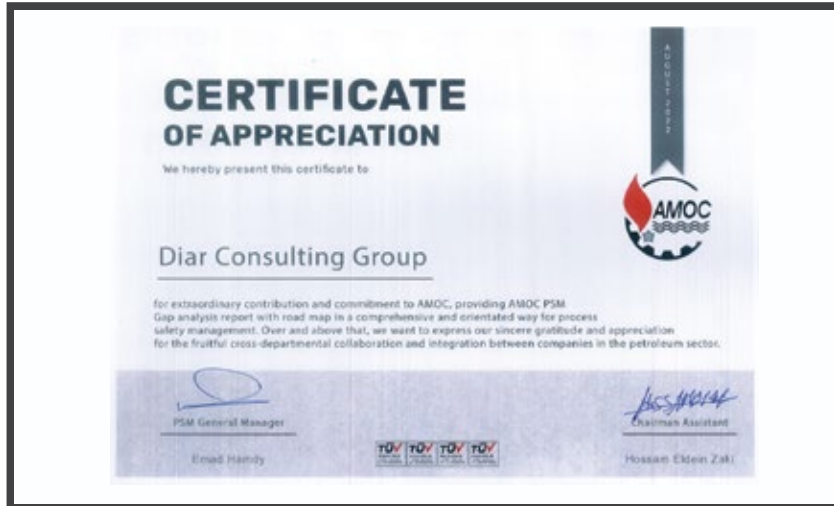 AUGUST 2022
CERTIFICATE
OF APPRECIATION
We hereby present this certificate to
AMOC
Diar Consulting Group
for extraordinary contribution and commitment to AMOC, providing AMOC PSM
Gap analysis report with road map in a comprehensive and orientated way for process
safety management. Over and above that, we want to express our sincere gratitude and appreciation
for the fruitful cross-departmental collaboration and integration between companies in the petroleum sector.
PSM General Manager
Chairman Assistant
Emad Hamdy
TÜV TÜV TÜV TÜV
Hossam Eldein Zaki